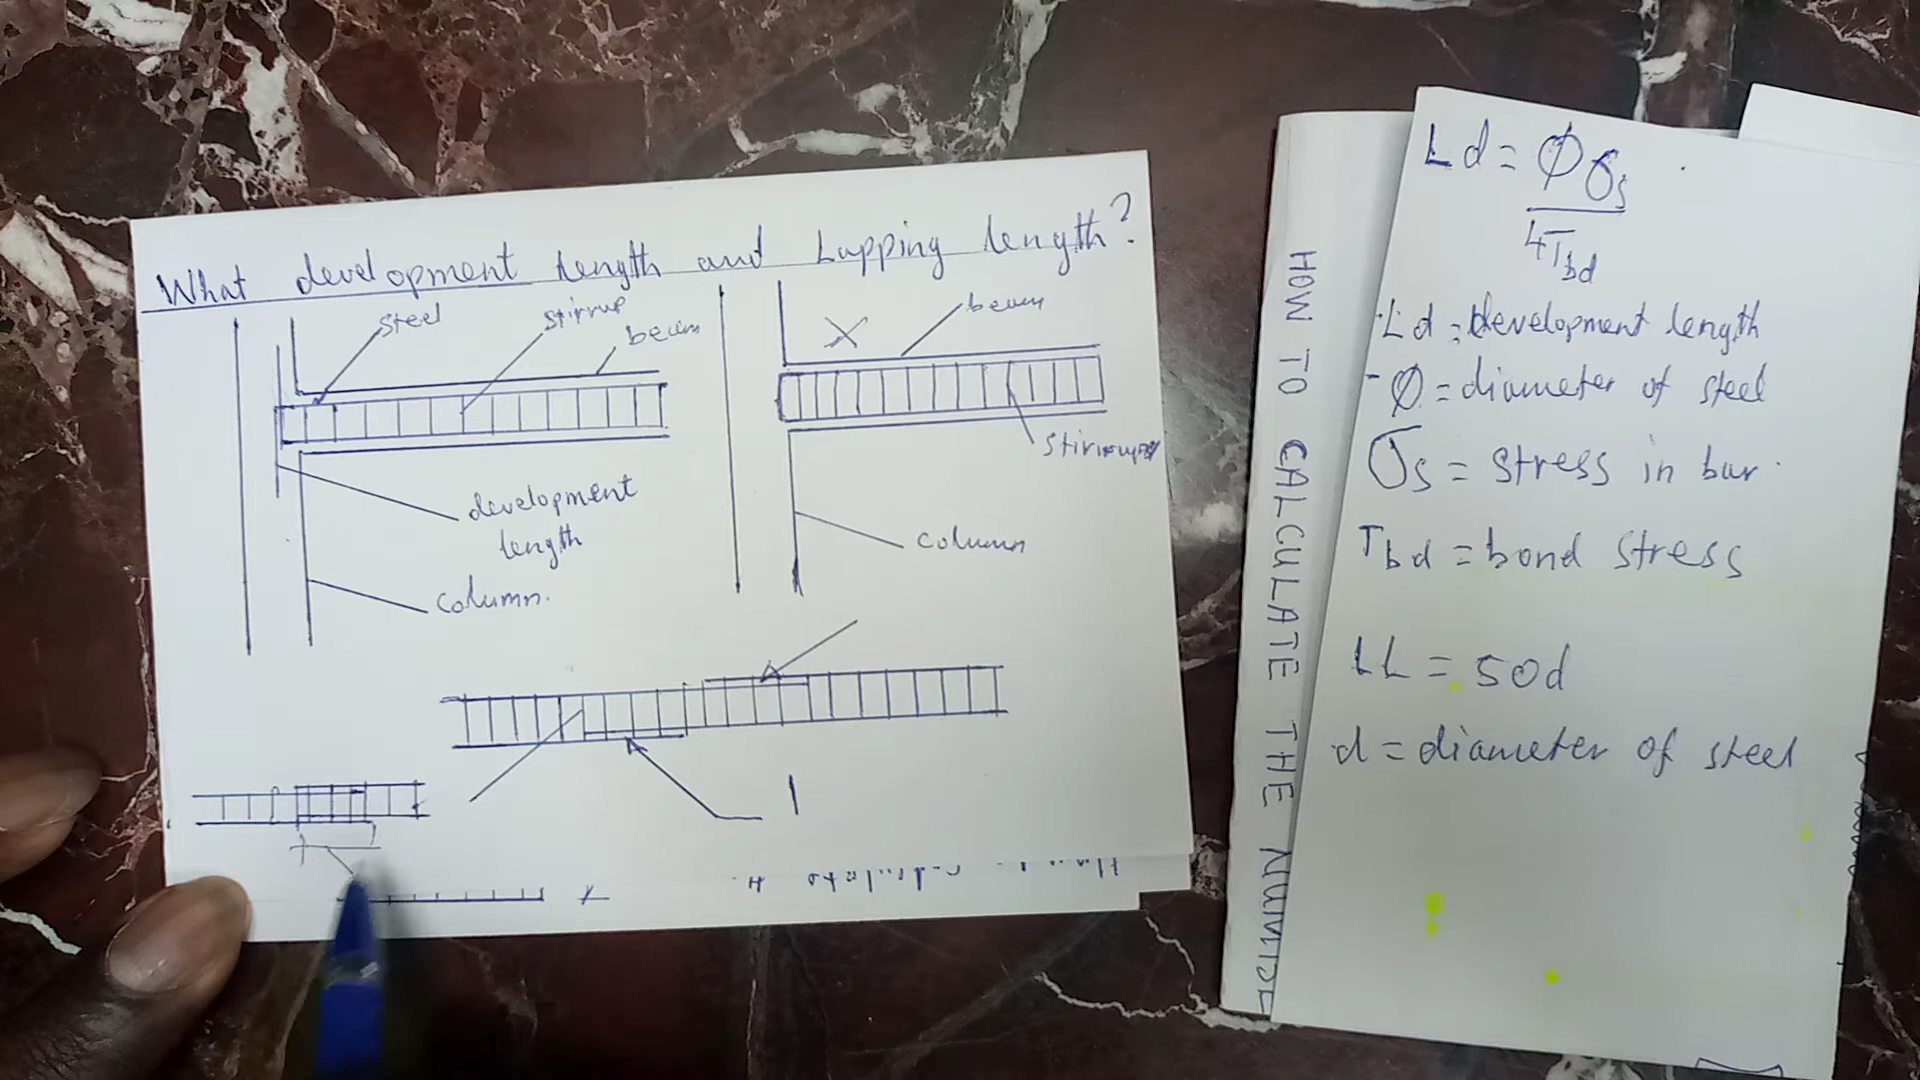 What development length and Lapping length?
steel
stirrup
beam
development
length
column.
X
beam
stirrups
column
Ld = Øσs
4τbd
Ld = development length
- Ø = diameter of steel
σs = stress in bar
τbd = bond stress
LL = 50d
d = diameter of steel
HOW TO CALCULATE THE